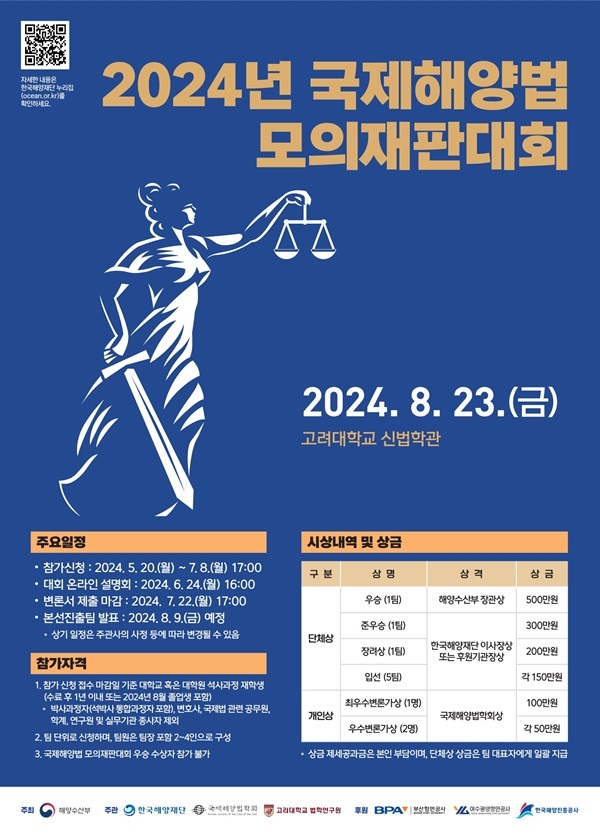 자세한 내용은
한국해양재단 누리집
(ocean.or.kr)를
확인하세요.
2024년 국제해양법
모의재판대회
2024. 8. 23.(금)
고려대학교 신법학관
주요일정
• 참가신청 : 2024. 5. 20.(월) ~ 7. 8.(월) 17:00
• 대회 온라인 설명회 : 2024. 6. 24.(월) 16:00
• 변론서 제출 마감 : 2024. 7. 22.(월) 17:00
• 본선진출팀 발표 : 2024. 8. 9.(금) 예정
• 상기 일정은 주관사의 사정 등에 따라 변경될 수 있음
참가자격
1. 참가 신청 접수 마감일 기준 대학교 혹은 대학원 석사과정 재학생
(수료 후 1년 이내 또는 2024년 8월 졸업생 포함)
• 박사과정자(석박사 통합과정자 포함), 변호사, 국제법 관련 공무원,
학계, 연구원 및 실무기관 종사자 제외
2. 팀 단위로 신청하며, 팀원은 팀장 포함 2~4인으로 구성
3. 국제해양법 모의재판대회 우승 수상자 참가 불가
시상내역 및 상금
구 분 상 명 상 격 상 금
단체상 우승 (1팀) 해양수산부 장관상 500만원
준우승 (1팀) 한국해양재단 이사장상 또는 후원기관장상 300만원
장려상 (1팀) 200만원
입선 (5팀) 각 150만원
개인상 최우수변론가상 (1명) 국제해양법학회상 100만원
우수변론가상 (2명) 각 50만원
• 상금 제세공과금은 본인 부담이며, 단체상 상금은 팀 대표자에게 일괄 지급
주최 해양수산부 주관 한국해양재단 국제해양법학회 고려대학교 법학연구원 후원 BPA 부산항만공사 여수광양항만공사 한국해양진흥공사